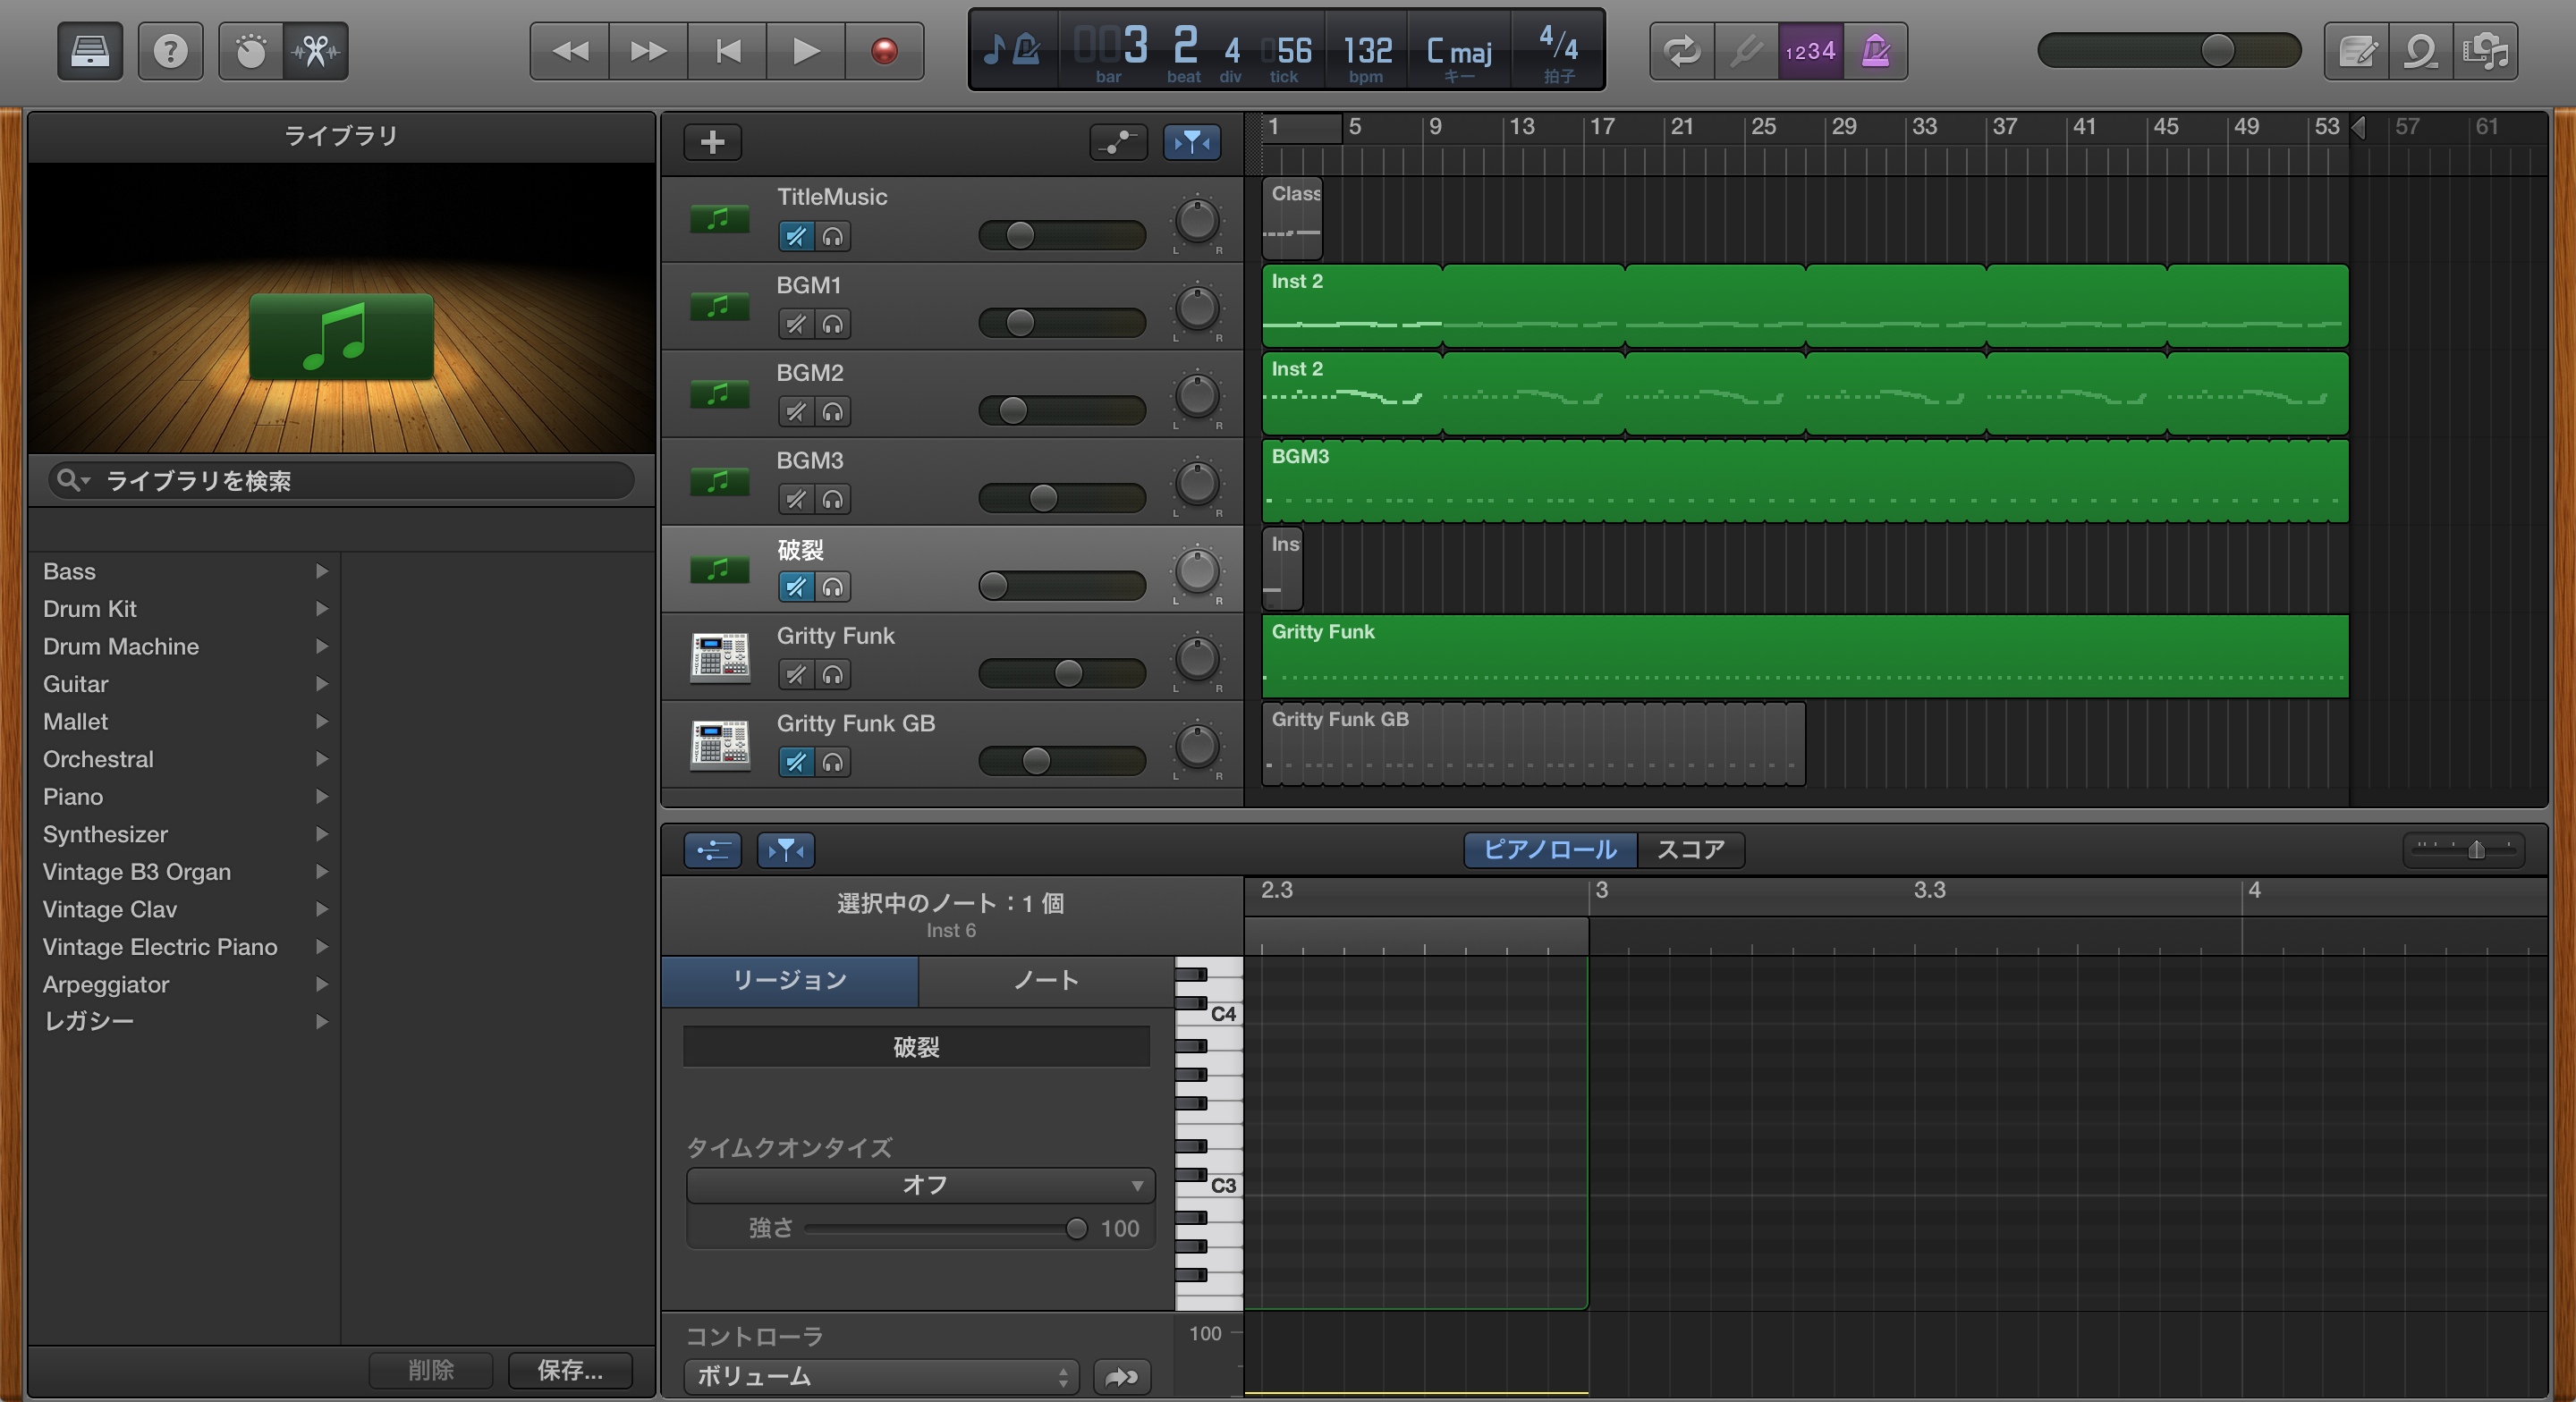 003 2 4 056 132 C maj 4/4
bar beat div tick bpm キー 拍子
1234
ライブラリ
ライブラリを検索
Bass
Drum Kit
Drum Machine
Guitar
Mallet
Orchestral
Piano
Synthesizer
Vintage B3 Organ
Vintage Clav
Vintage Electric Piano
Arpeggiator
レガシー
削除
保存...
1 5 9 13 17 21 25 29 33 37 41 45 49 53 57 61
TitleMusic
L R
Class
BGM1
L R
Inst 2
BGM2
L R
Inst 2
BGM3
L R
BGM3
破裂
L R
Ins
Gritty Funk
L R
Gritty Funk
Gritty Funk GB
L R
Gritty Funk GB
ピアノロール スコア
選択中のノート：1 個
Inst 6
2.3 3 3.3 4
リージョン ノート
C4
破裂
タイムクオンタイズ
オフ
C3
強さ 100
コントローラ
100
ボリューム